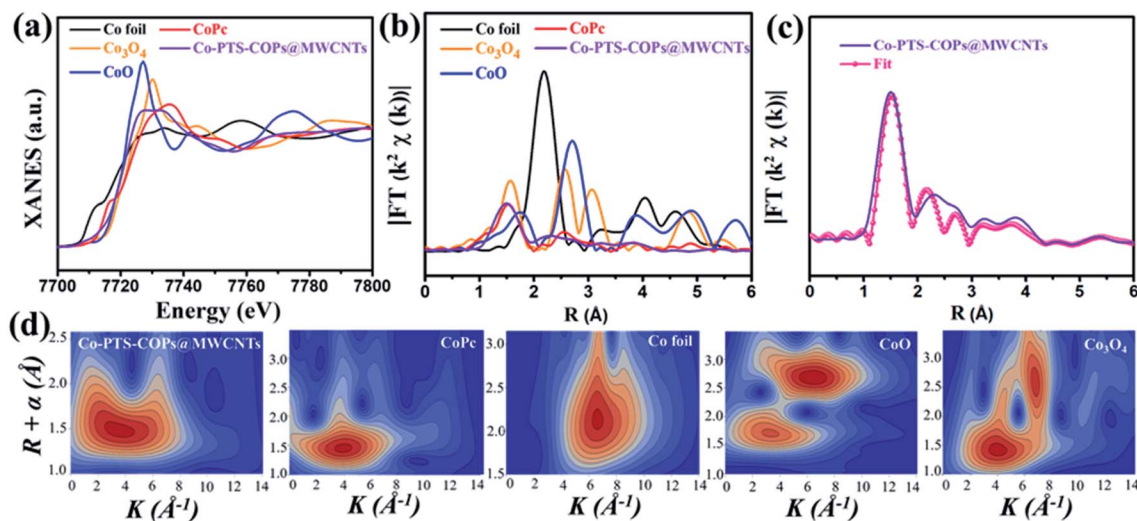 (a)
Co foil
CoPc
Co₃O₄
Co-PTS-COPs@MWCNTs
CoO
XANES (a.u.)
7700 7720 7740 7760 7780 7800
Energy (eV)
(b)
Co foil
CoPc
Co₃O₄
Co-PTS-COPs@MWCNTs
CoO
|FT (k² χ (k))|
0 1 2 3 4 5 6
R (Å)
(c)
Co-PTS-COPs@MWCNTs
Fit
|FT (k² χ (k))|
0 1 2 3 4 5 6
R (Å)
(d)
R + α (Å)
Co-PTS-COPs@MWCNTs
2.5
2.0
1.5
1.0
0 2 4 6 8 10 12 14
K (Å⁻¹)
CoPc
3.0
2.5
2.0
1.5
1.0
0 2 4 6 8 10 12 14
K (Å⁻¹)
Co foil
3.0
2.5
2.0
1.5
0 2 4 6 8 10 12 14
K (Å⁻¹)
CoO
3.0
2.5
2.0
1.5
1.0
0 2 4 6 8 10 12 14
K (Å⁻¹)
Co₃O₄
3.0
2.5
2.0
1.5
1.0
0 2 4 6 8 10 12 14
K (Å⁻¹)